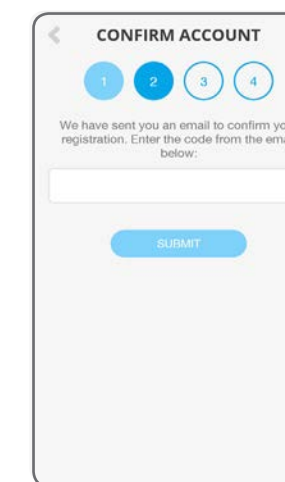 CONFIRM ACCOUNT
1 2 3 4
We have sent you an email to confirm yo
registration. Enter the code from the ema
below:
SUBMIT